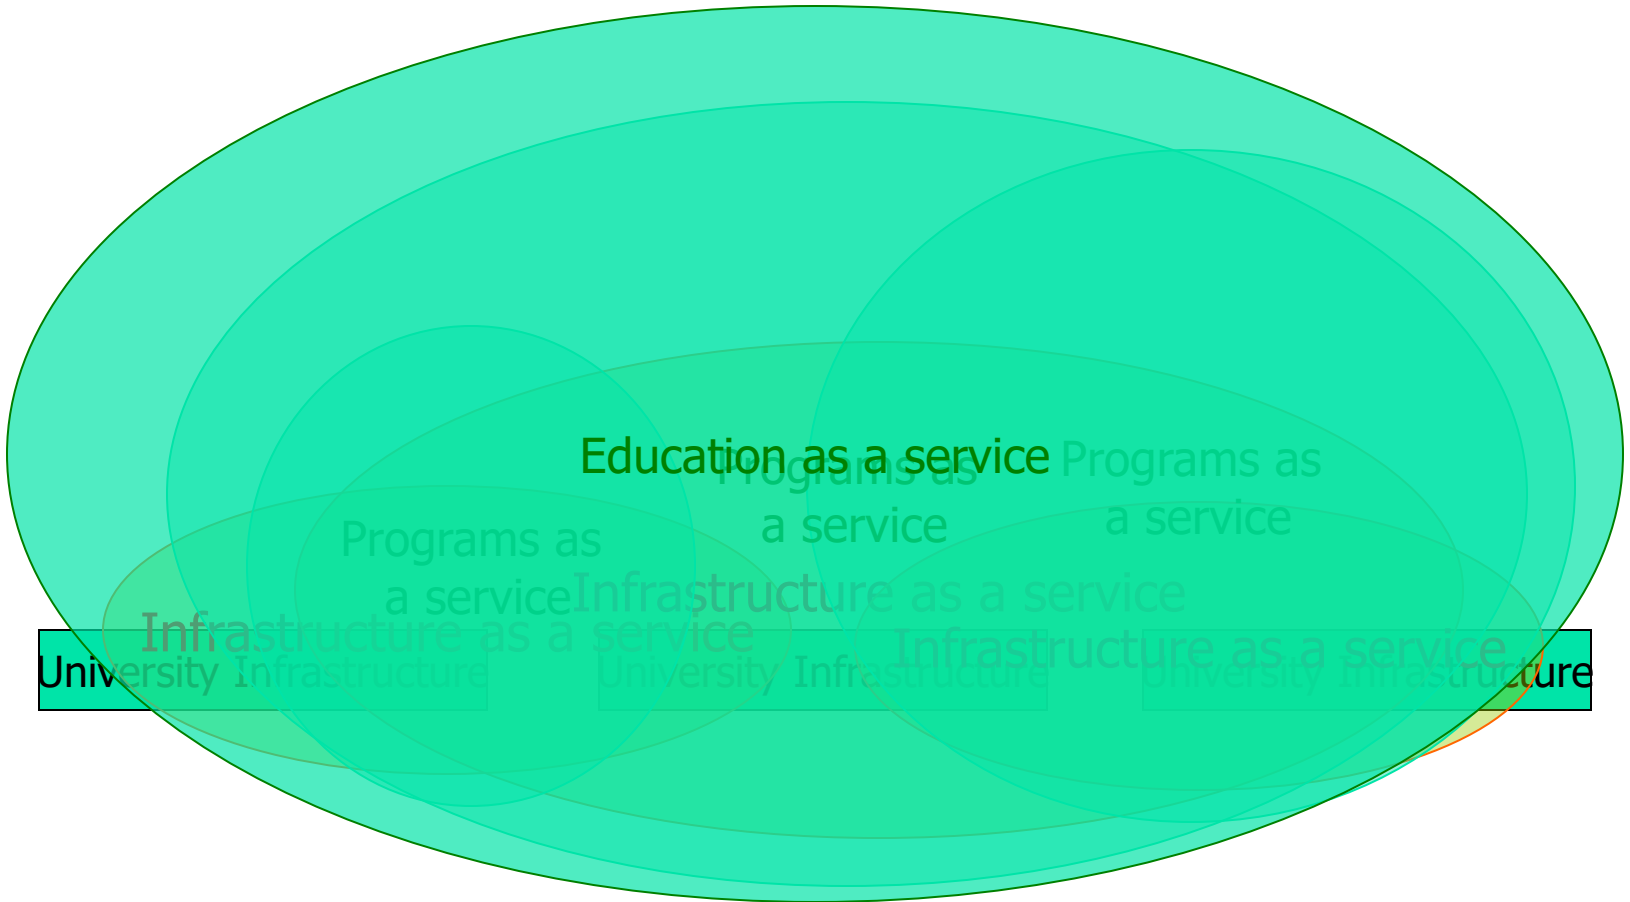 Education as a service
Programs as
a service
Programs as
a service
Programs as
a service
Infrastructure as a service
Infrastructure as a service
Infrastructure as a service
University Infrastructure
University Infrastructure
University Infrastructure